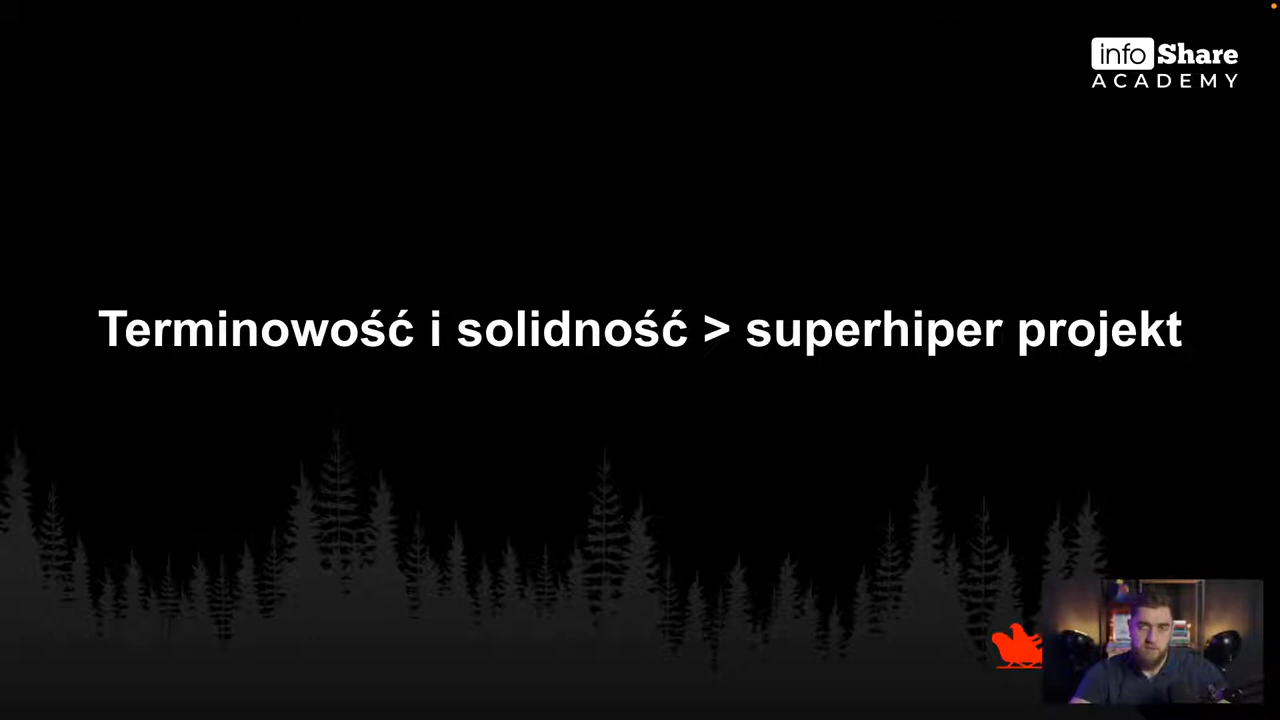 info Share
ACADEMY
Terminowość i solidność > superhiper projekt